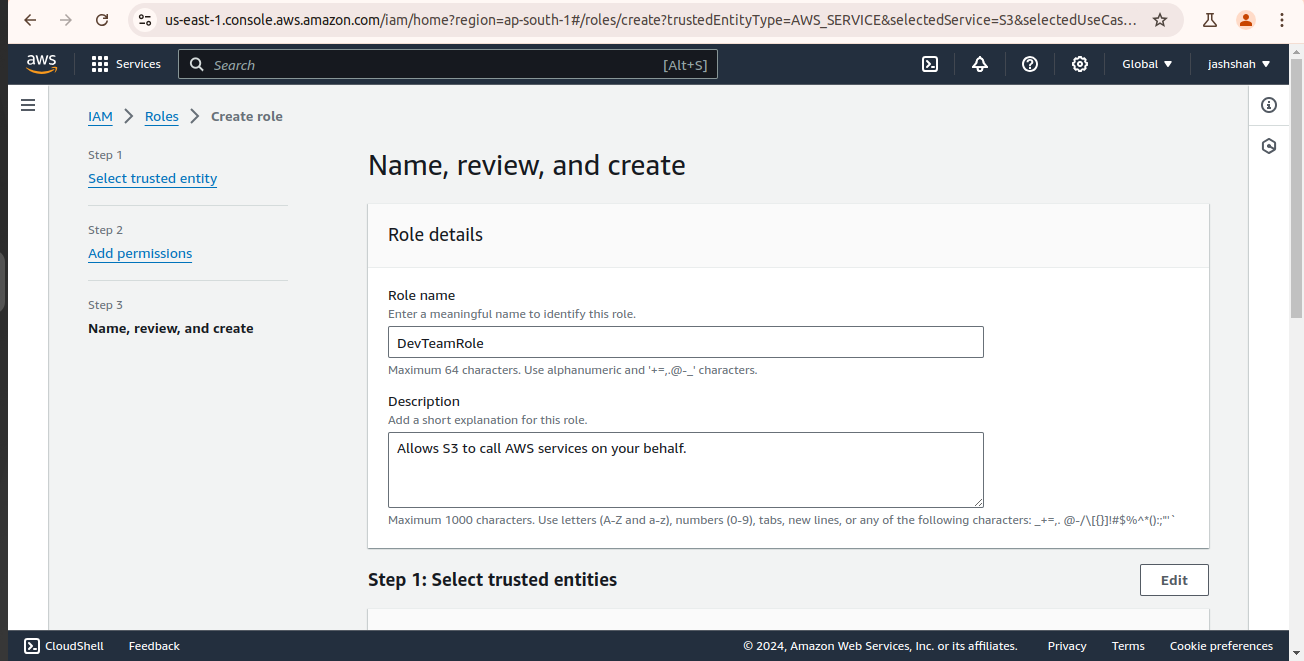 us-east-1.console.aws.amazon.com/iam/home?region=ap-south-1#/roles/create?trustedEntityType=AWS_SERVICE&selectedService=S3&selectedUseCas...
aws Services Search [Alt+S] Global jashshah
IAM Roles Create role
Step 1
Select trusted entity
Step 2
Add permissions
Step 3
Name, review, and create
Name, review, and create
Role details
Role name
Enter a meaningful name to identify this role.
DevTeamRole
Maximum 64 characters. Use alphanumeric and '+=,.@-_' characters.
Description
Add a short explanation for this role.
Allows S3 to call AWS services on your behalf.
Maximum 1000 characters. Use letters (A-Z and a-z), numbers (0-9), tabs, new lines, or any of the following characters: _+=,. @-/\[{}]!#$%^*();:"'`
Step 1: Select trusted entities Edit
CloudShell Feedback © 2024, Amazon Web Services, Inc. or its affiliates. Privacy Terms Cookie preferences